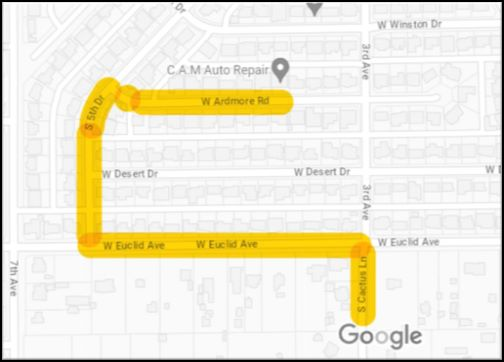 Dr
W Winston Dr
3rd Ave
C.A.M Auto Repair
W Ardmore Rd
S 5th Dr
W Desert Dr
W Desert Dr
W D
3rd Ave
W Euclid Ave
W Euclid Ave
W Euclid Ave
7th Ave
S Cactus Ln
Google